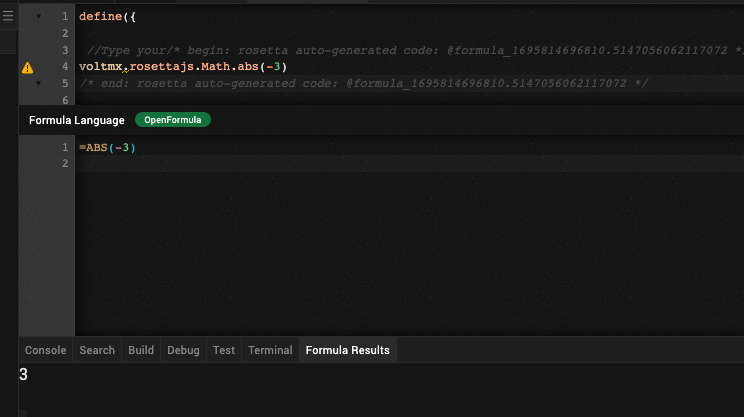 1 define({
2
3 //Type your/* begin: rosetta auto-generated code: @formula_1695814696810.5147056062117072 */
4 voltmx.rosettajs.Math.abs(-3)
5 /* end: rosetta auto-generated code: @formula_1695814696810.5147056062117072 */
6
Formula Language OpenFormula
1 =ABS(-3)
2
Console Search Build Debug Test Terminal Formula Results
3